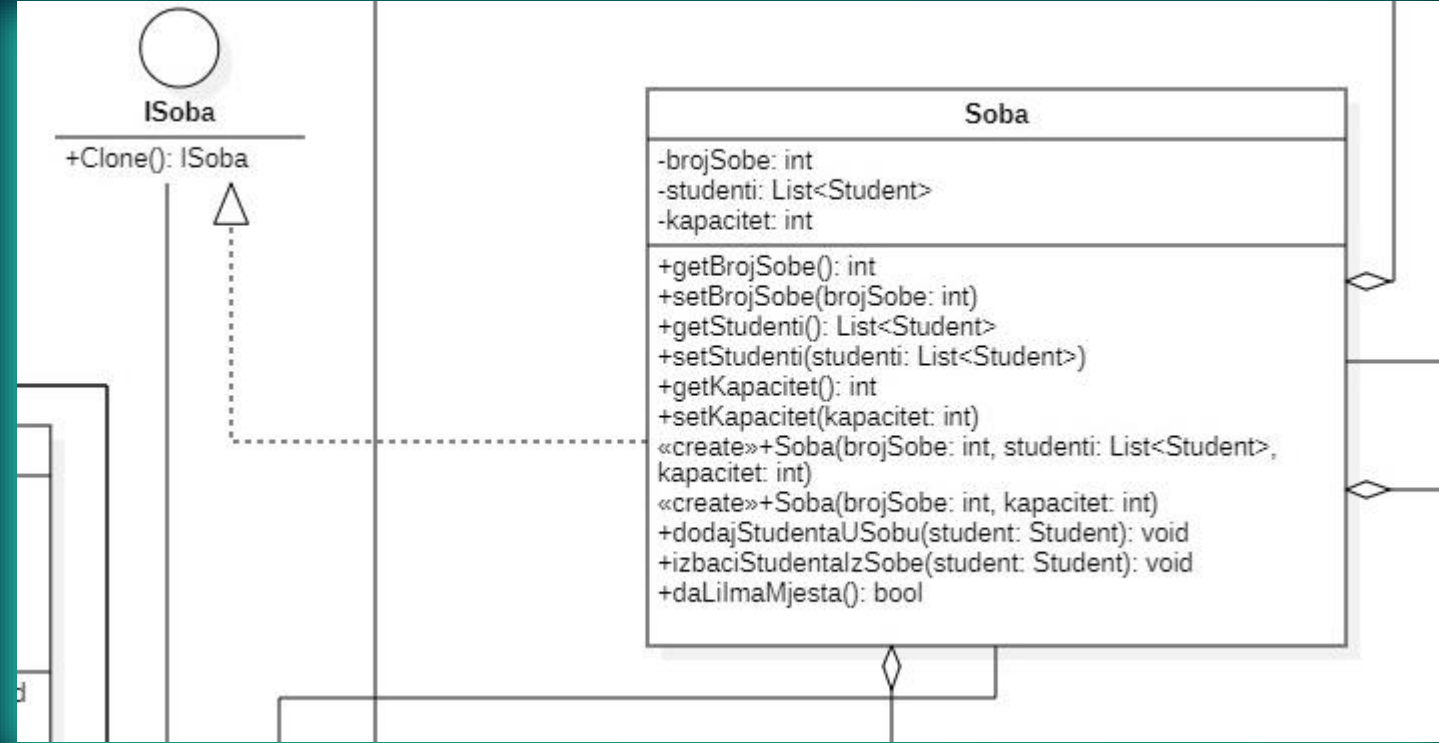 ISoba
+Clone(): ISoba
Soba
-brojSobe: int
-studenti: List<Student>
-kapacitet: int
+getBrojSobe(): int
+setBrojSobe(brojSobe: int)
+getStudenti(): List<Student>
+setStudenti(studenti: List<Student>)
+getKapacitet(): int
+setKapacitet(kapacitet: int)
«create»+Soba(brojSobe: int, studenti: List<Student>,
kapacitet: int)
«create»+Soba(brojSobe: int, kapacitet: int)
+dodajStudentaUSobu(student: Student): void
+izbaciStudentaIzSobe(student: Student): void
+daLiImaMjesta(): bool
d